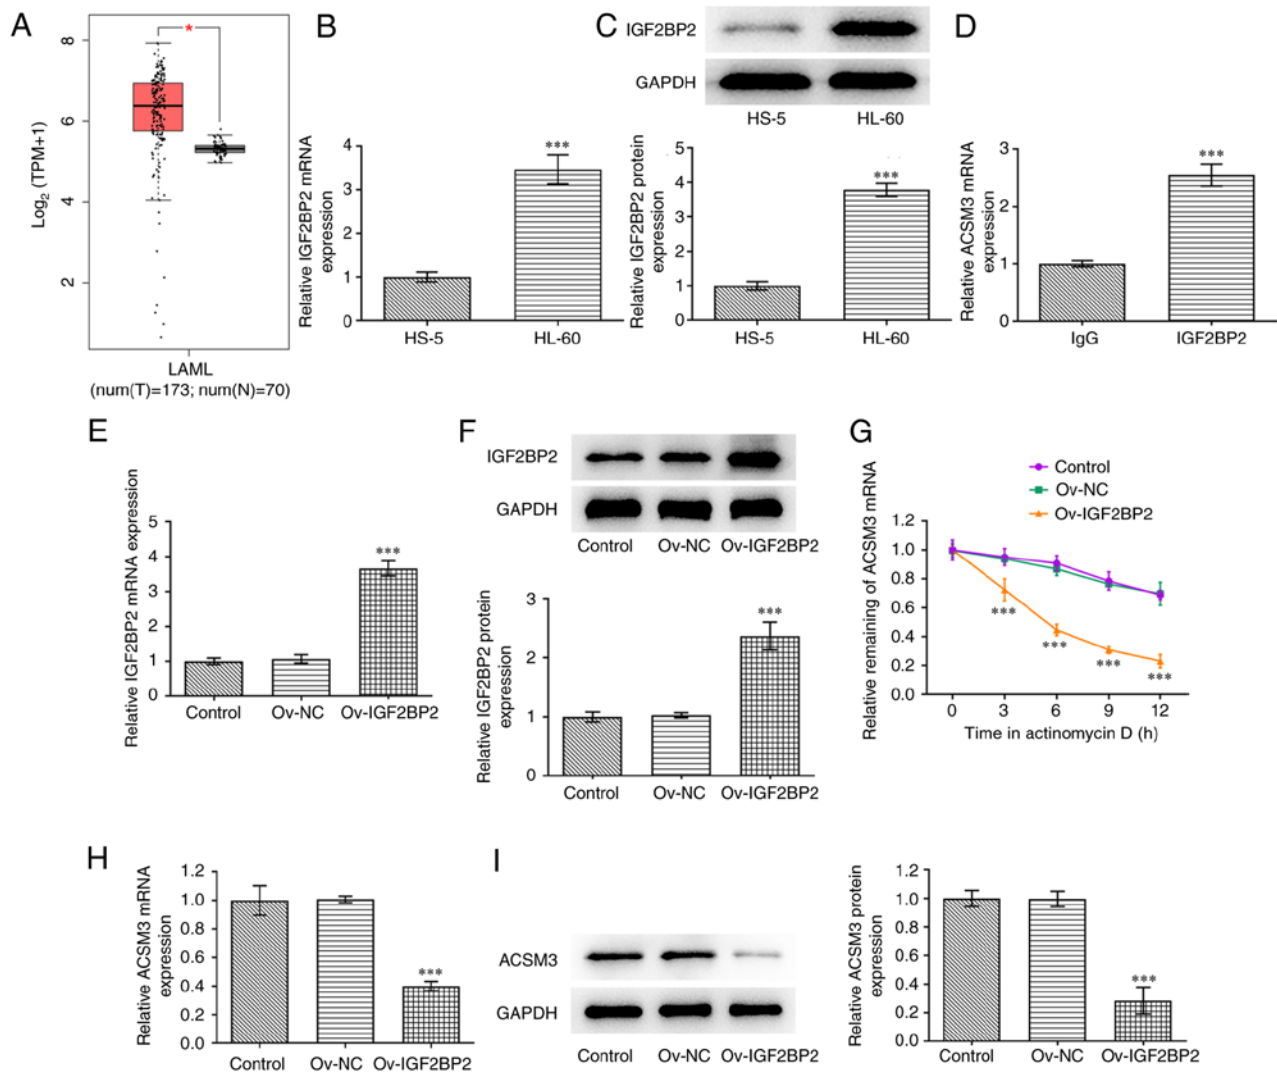 A
Log2 (TPM+1)
8
6
4
2
*
LAML
(num(T)=173; num(N)=70)
B
Relative IGF2BP2 mRNA
expression
4
3
2
1
0
***
HS-5
HL-60
C
IGF2BP2
GAPDH
HS-5
HL-60
Relative IGF2BP2 protein
expression
5
4
3
2
1
0
***
HS-5
HL-60
D
Relative ACSM3 mRNA
expression
3
2
1
0
***
IgG
IGF2BP2
E
Relative IGF2BP2 mRNA expression
5
4
3
2
1
0
***
Control
Ov-NC
Ov-IGF2BP2
F
IGF2BP2
GAPDH
Control
Ov-NC
Ov-IGF2BP2
Relative IGF2BP2 protein
expression
3
2
1
0
***
Control
Ov-NC
Ov-IGF2BP2
G
Control
Ov-NC
Ov-IGF2BP2
Relative remaining of ACSM3 mRNA
1.2
1.0
0.8
0.6
0.4
0.2
0.0
***
***
***
***
0
3
6
9
12
Time in actinomycin D (h)
H
Relative ACSM3 mRNA
expression
1.2
1.0
0.8
0.6
0.4
0.2
0.0
***
Control
Ov-NC
Ov-IGF2BP2
I
ACSM3
GAPDH
Control
Ov-NC
Ov-IGF2BP2
Relative ACSM3 protein
expression
1.2
1.0
0.8
0.6
0.4
0.2
0.0
***
Control
Ov-NC
Ov-IGF2BP2